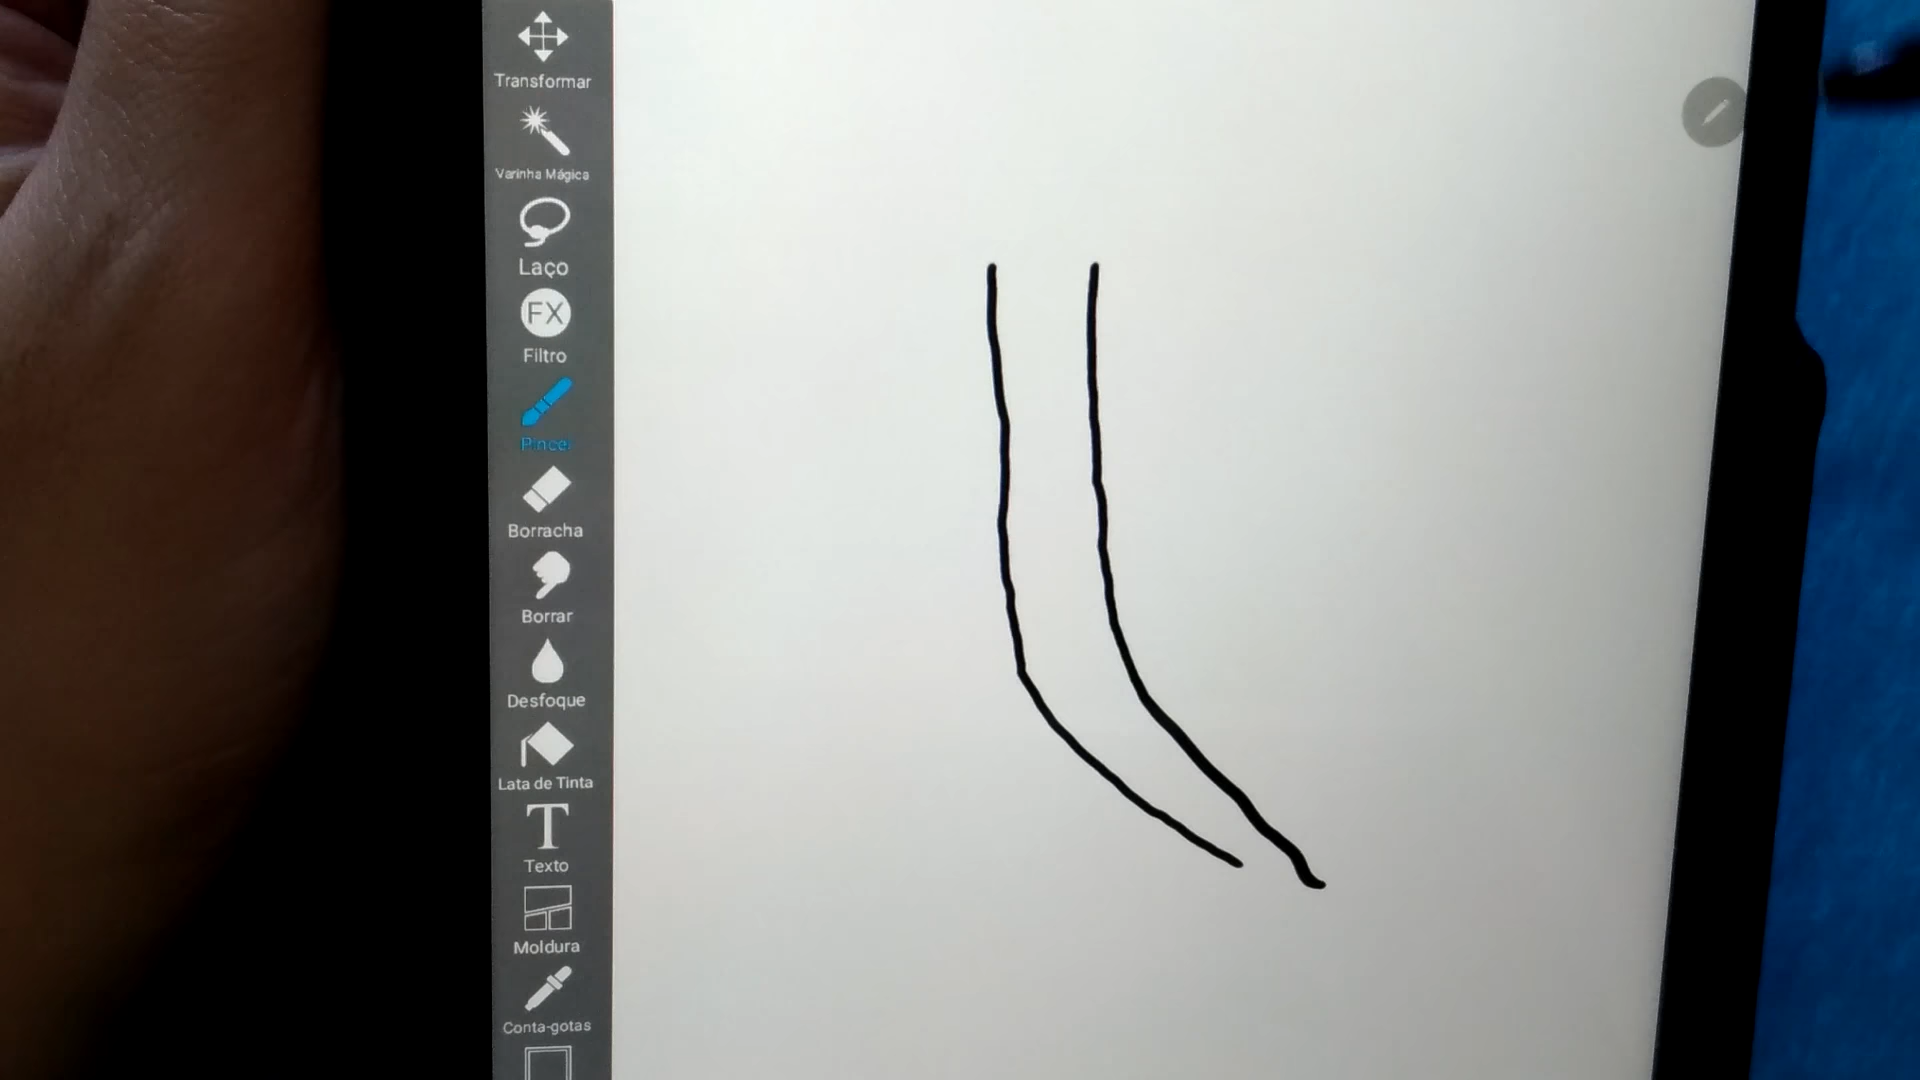 Transformar
Varinha Mágica
Laço
FX
Filtro
Pincel
Borracha
Borrar
Desfoque
Lata de Tinta
T
Texto
Moldura
Conta-gotas